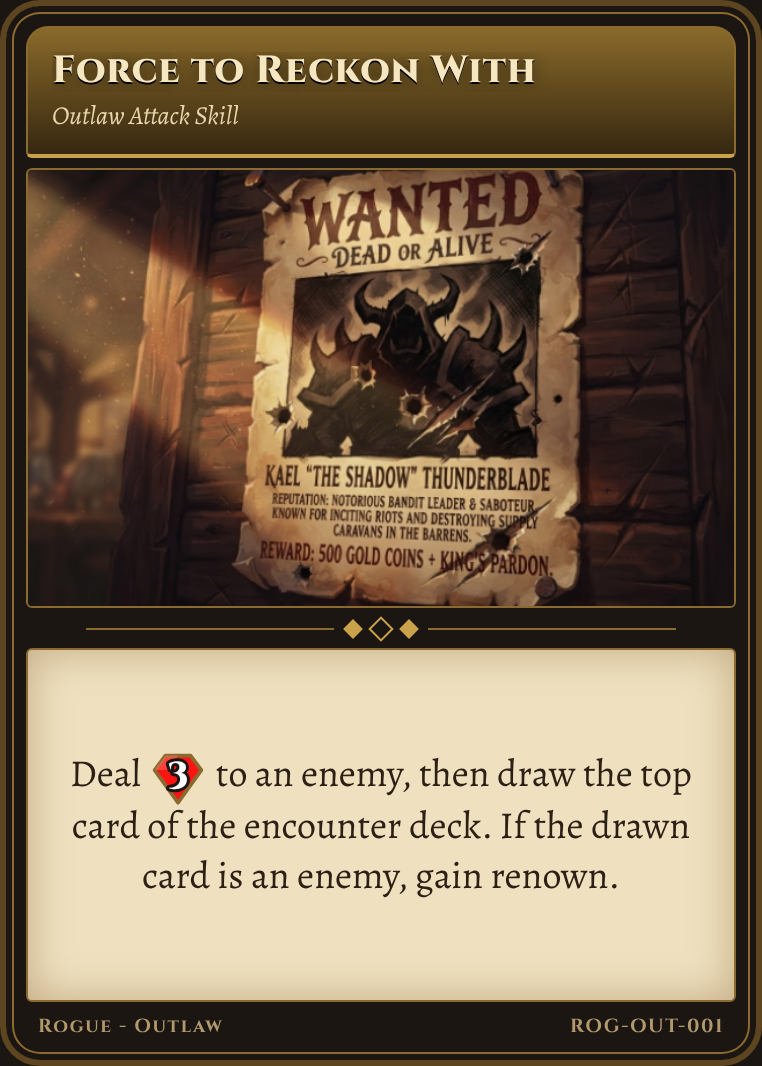 Force to Reckon With
Outlaw Attack Skill
WANTED
DEAD OR ALIVE
KAEL "THE SHADOW" THUNDERBLADE
REPUTATION: NOTORIOUS BANDIT LEADER & SABOTEUR,
KNOWN FOR INCITING RIOTS AND DESTROYING SUPPLY
CARAVANS IN THE BARRENS.
REWARD: 500 GOLD COINS + KING'S PARDON.
Deal 3 to an enemy, then draw the top
card of the encounter deck. If the drawn
card is an enemy, gain renown.
Rogue - Outlaw
ROG-OUT-001